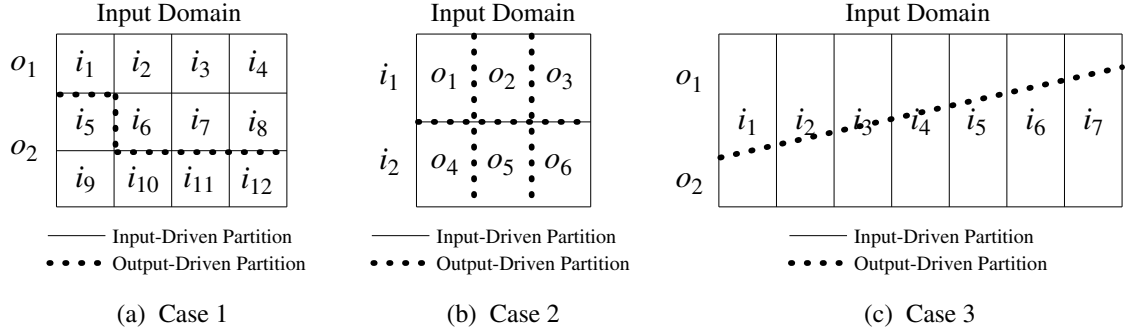 Input Domain Input Domain Input Domain
o1 i1 i2 i3 i4
i5 i6 i7 i8
o2
i9 i10 i11 i12
i1 o1 o2 o3
i2 o4 o5 o6
o1
i1 i2 i3 i4 i5 i6 i7
o2
Input-Driven Partition Input-Driven Partition Input-Driven Partition
Output-Driven Partition Output-Driven Partition Output-Driven Partition
(a) Case 1 (b) Case 2 (c) Case 3